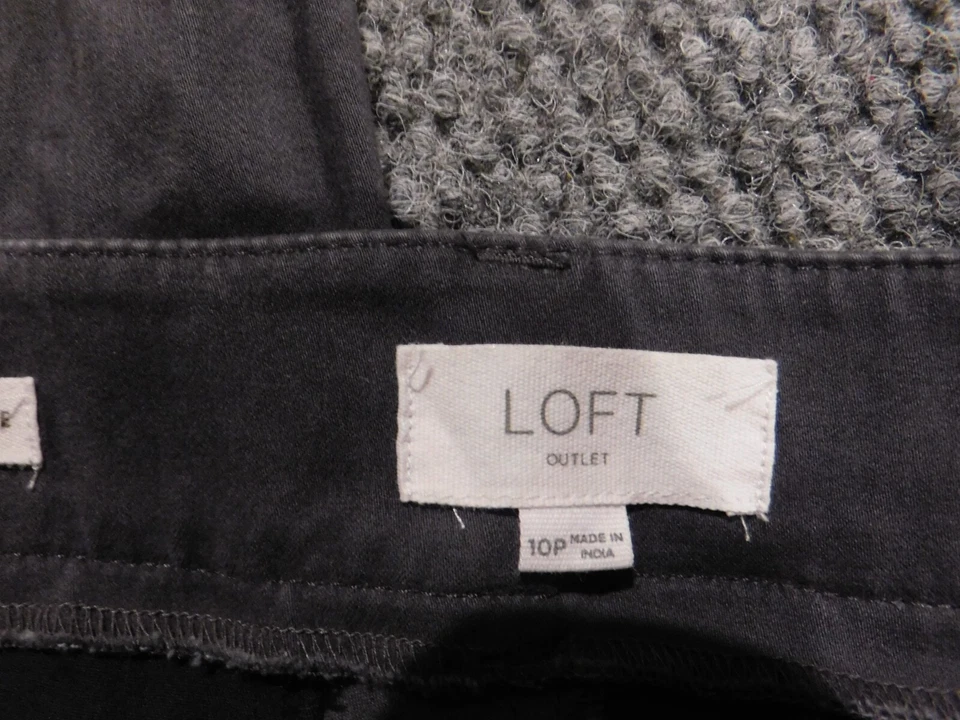 LOFT
OUTLET
10P MADE IN
INDIA